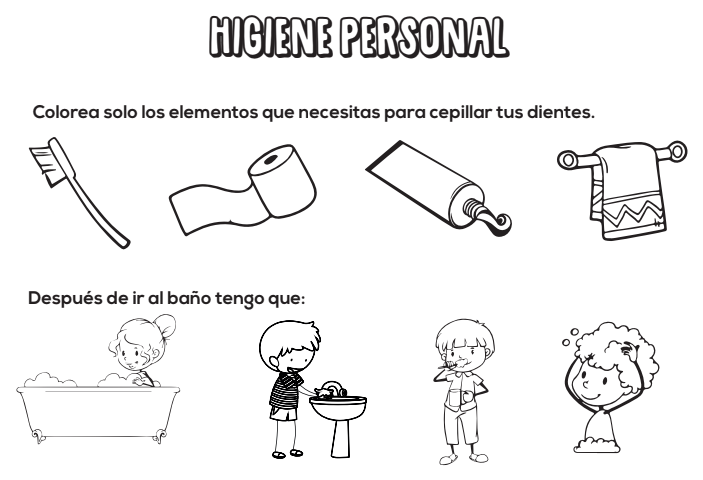 HIGIENE PERSONAL
Colorea solo los elementos que necesitas para cepillar tus dientes.
Después de ir al baño tengo que: